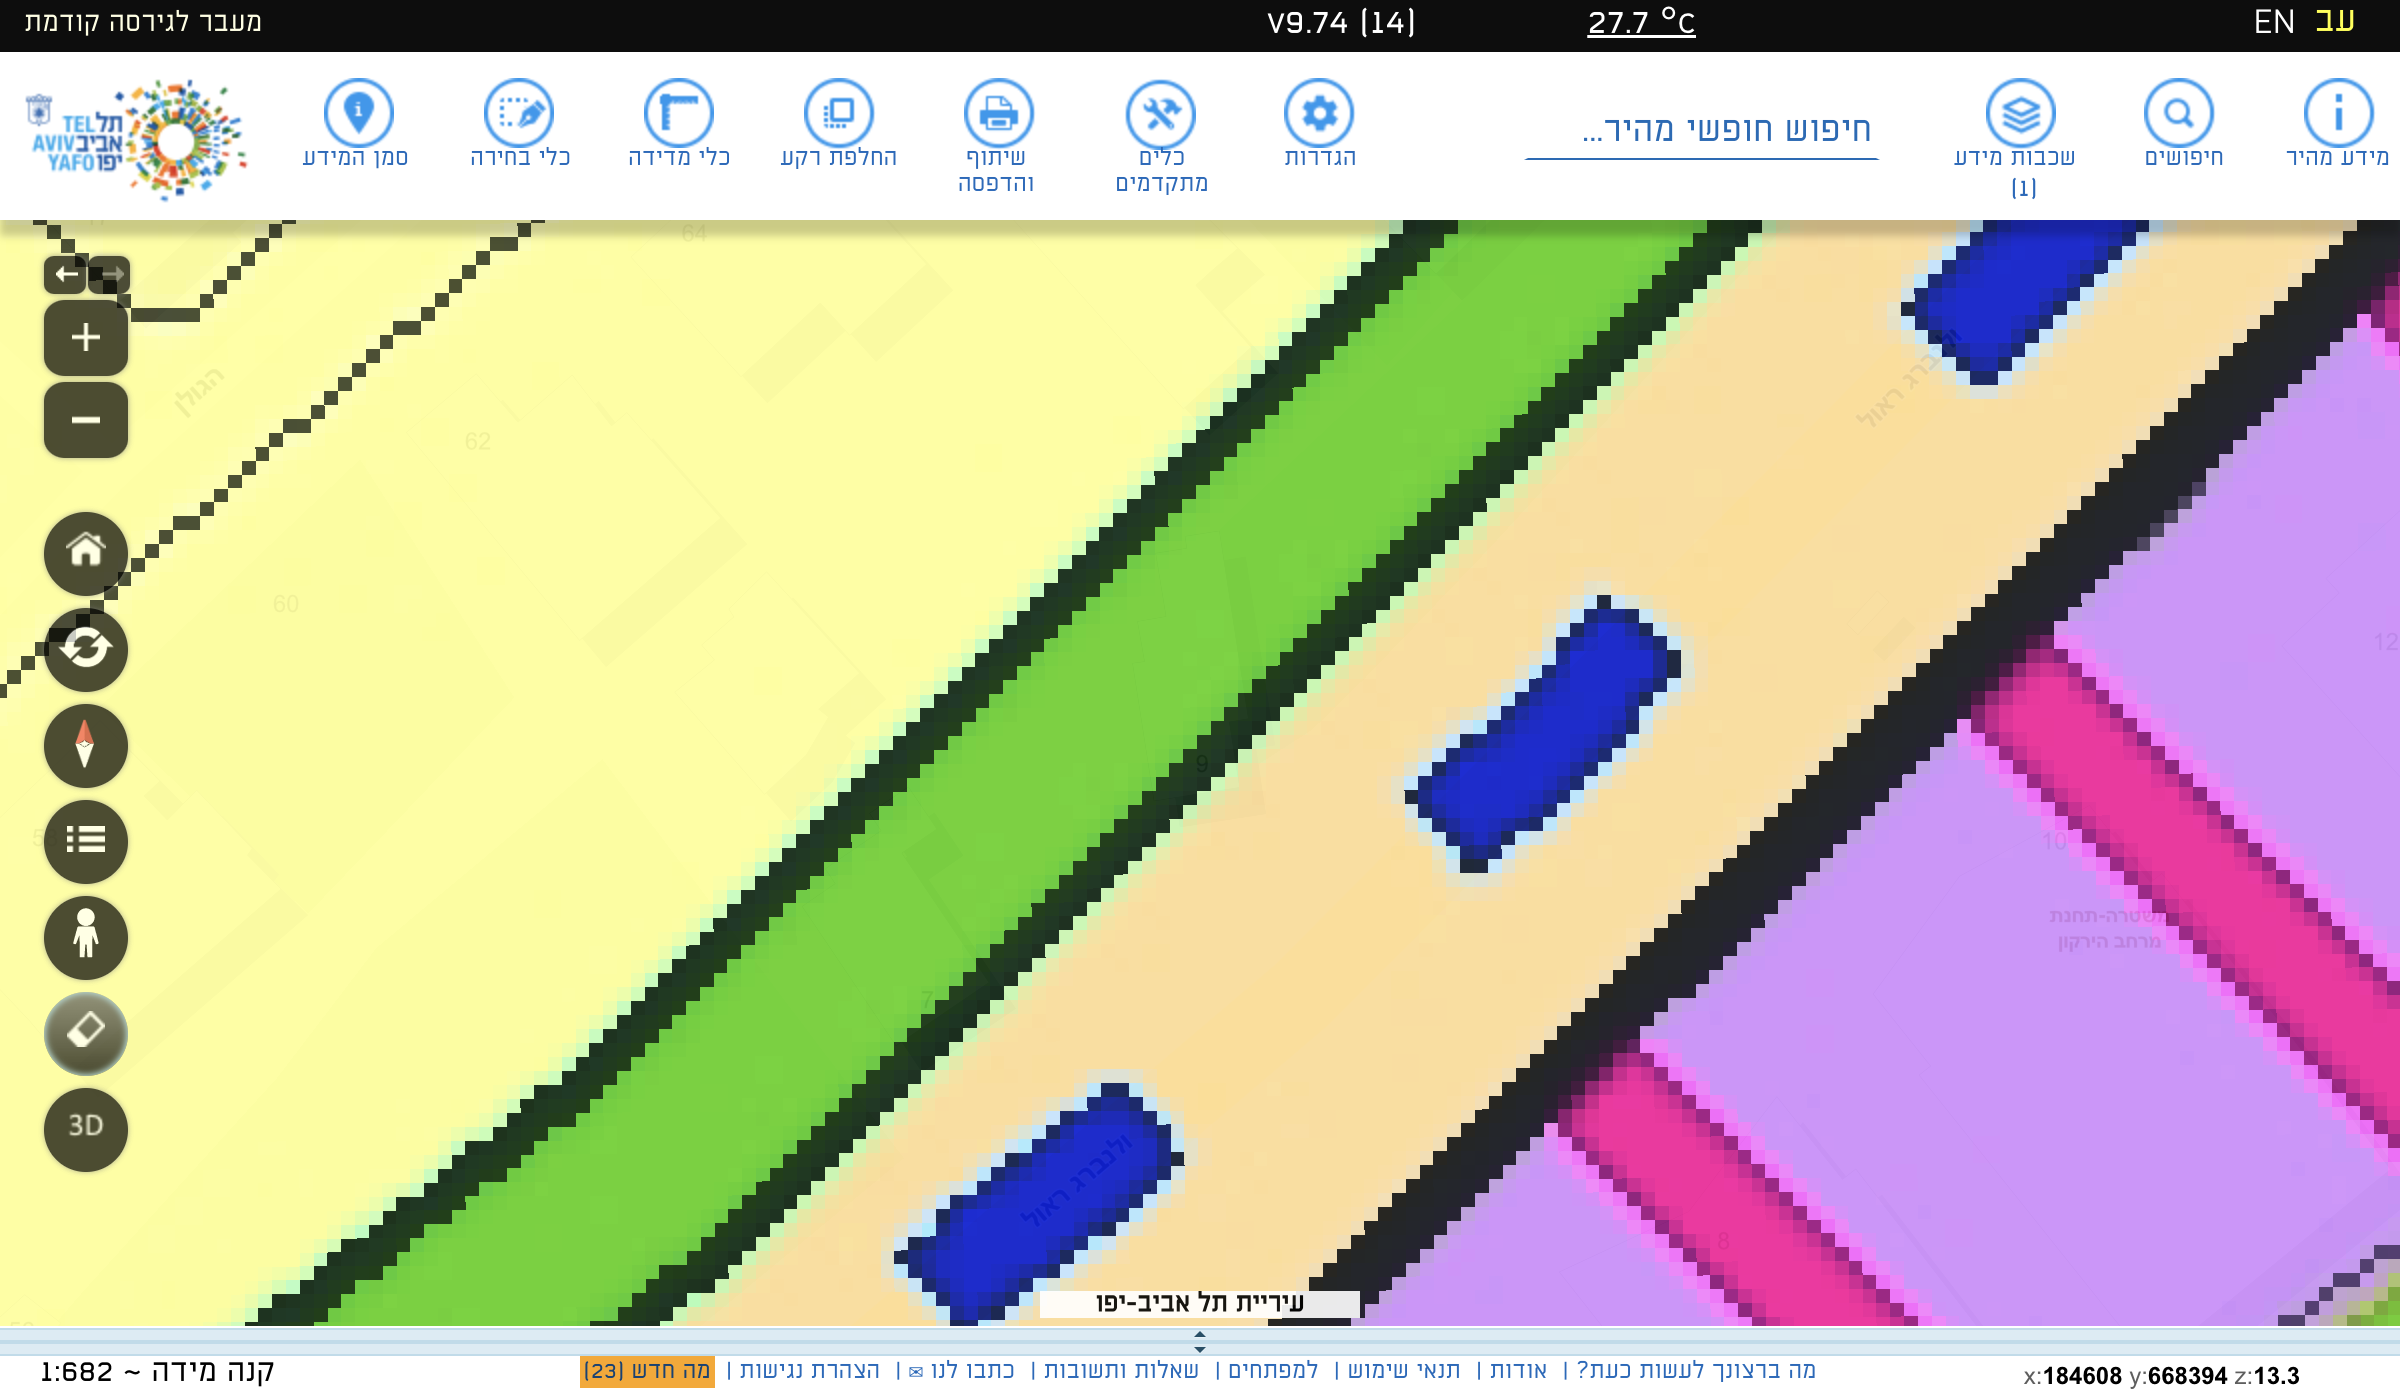 מעבר לגירסה קודמת
V9.74 (14)
27.7 °C
EN עב
תל אביב יפו
TEL AVIV YAFO
סמן המידע
כלי בחירה
כלי מדידה
החלפת רקע
שיתוף והדפסה
כלים מתקדמים
הגדרות
חיפוש חופשי מהיר...
שכבות מידע (1)
חיפושים
מידע מהיר
64
הגולן
62
60
ולנברג ראול
12
9
10
משטרה-תחנת
מרחב הירקון
7
8
ולנברג ראול
3D
עיריית תל אביב-יפו
קנה מידה ~ 1:682
מה ברצונך לעשות כעת? | אודות | תנאי שימוש | למפתחים | שאלות ותשובות | כתבו לנו ✉ | הצהרת נגישות | מה חדש (23)
x:184608 y:668394 z:13.3